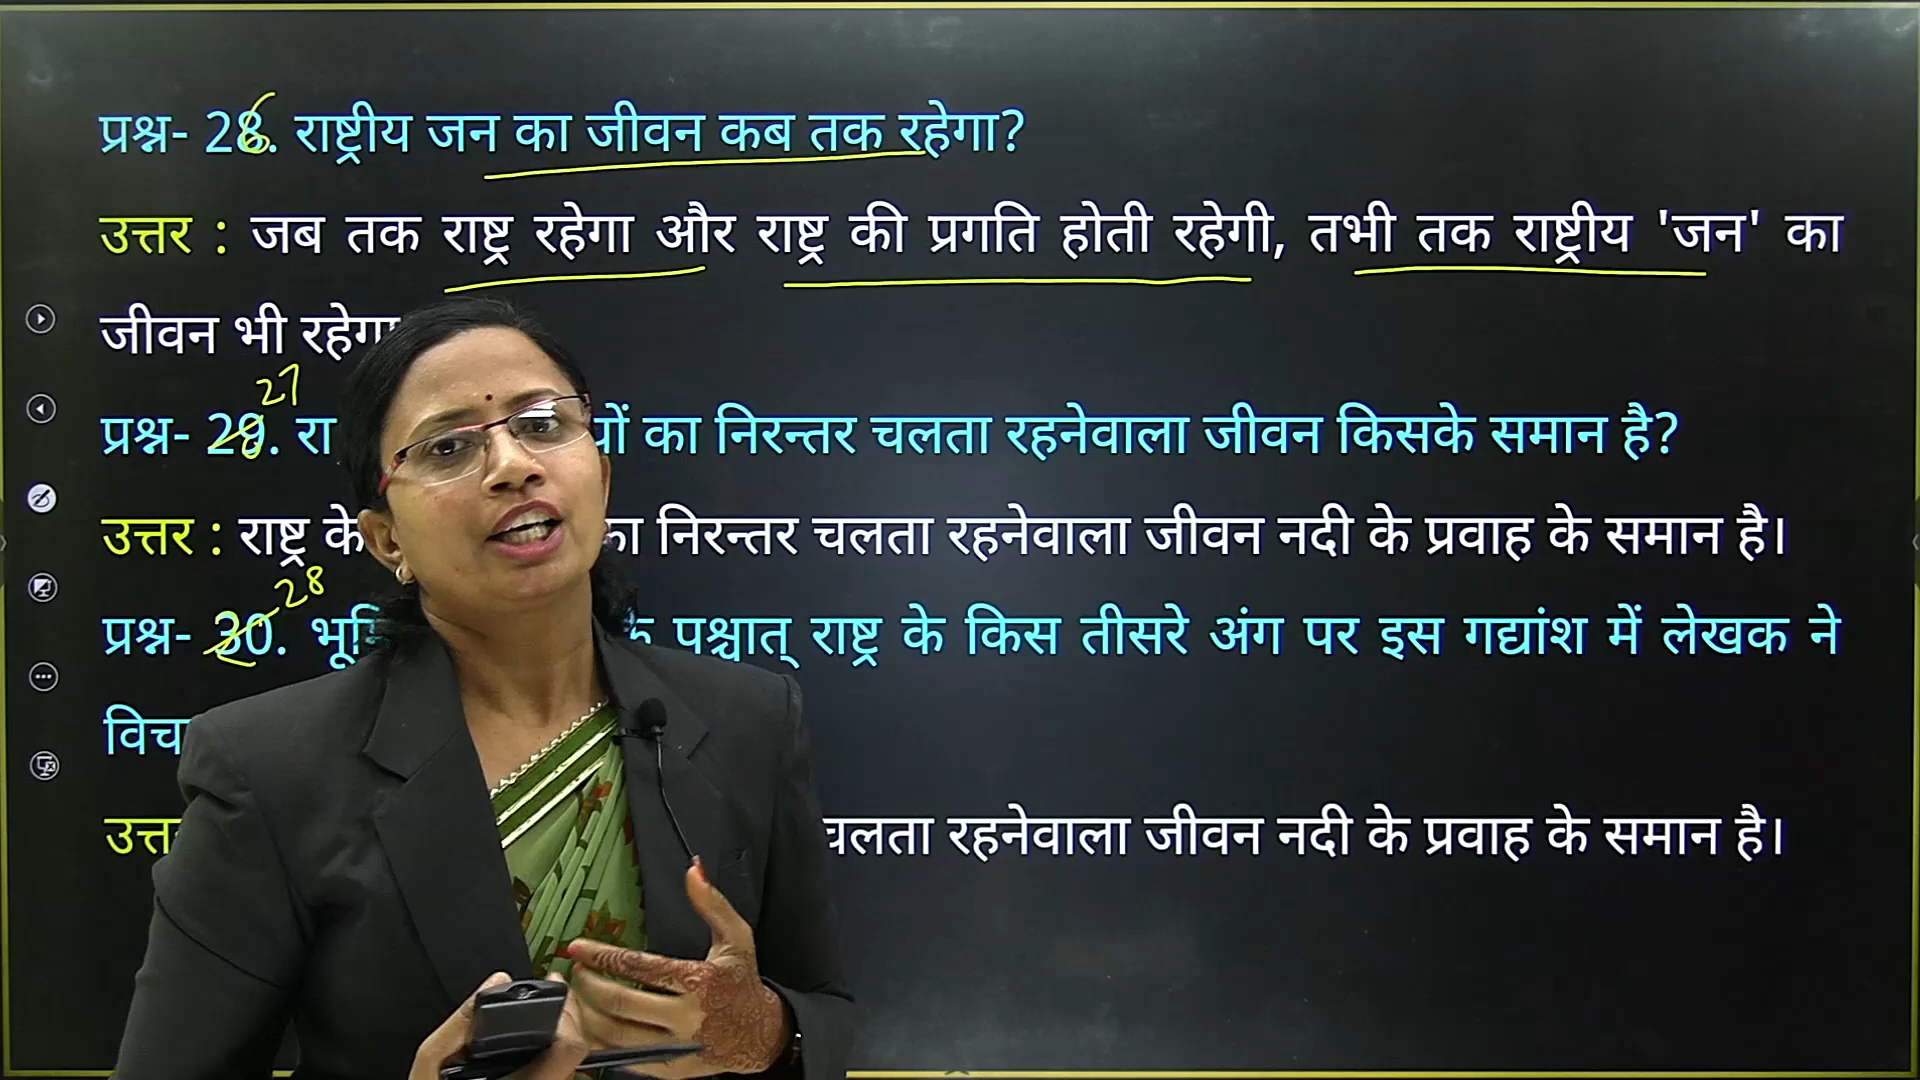 प्रश्न- 28. राष्ट्रीय जन का जीवन कब तक रहेगा?
6
उत्तर : जब तक राष्ट्र रहेगा और राष्ट्र की प्रगति होती रहेगी, तभी तक राष्ट्रीय 'जन' का
जीवन भी रहेगा
27
प्रश्न- 29. का निरन्तर चलता रहनेवाला जीवन किसके समान है?
उत्तर : राष्ट्र के का निरन्तर चलता रहनेवाला जीवन नदी के प्रवाह के समान है।
28
प्रश्न- 30. पश्चात् राष्ट्र के किस तीसरे अंग पर इस गद्यांश में लेखक ने
चलता रहनेवाला जीवन नदी के प्रवाह के समान है।